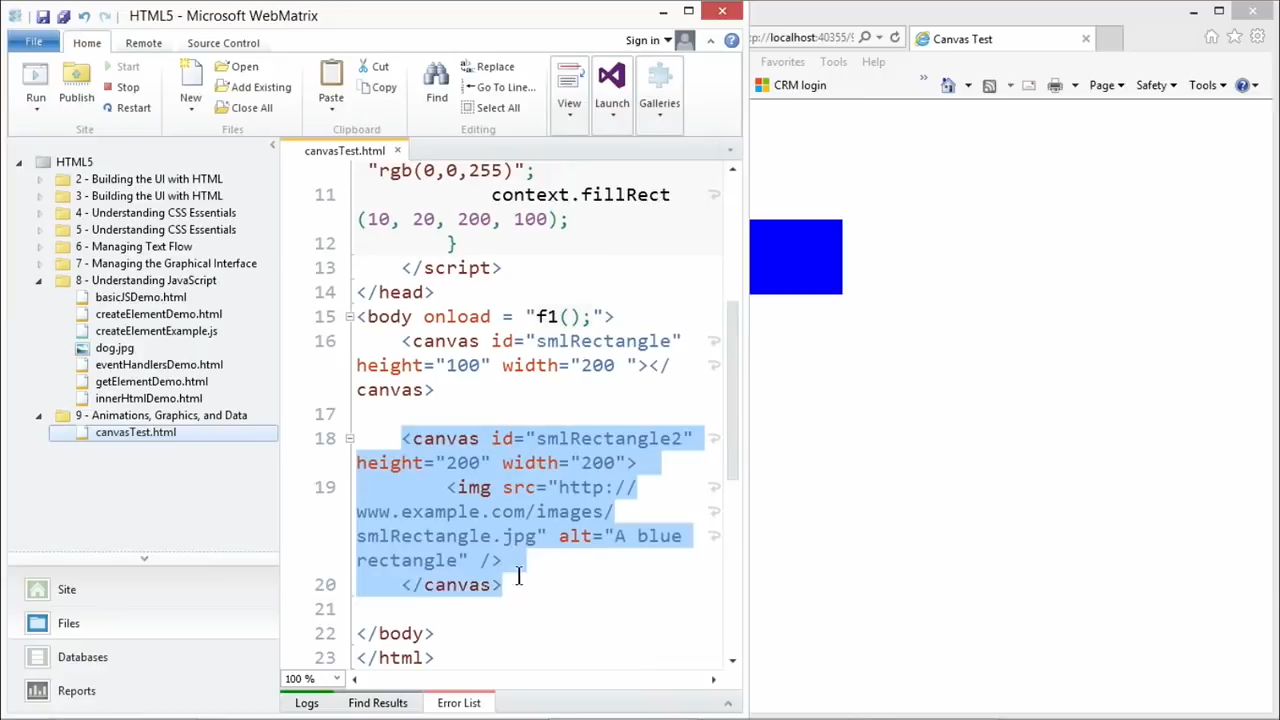 HTML5 - Microsoft WebMatrix
File Home Remote Source Control
Sign in
Run
Publish
Start
Stop
Restart
Site
New
Open
Add Existing
Close All
Files
Paste
Cut
Copy
Clipboard
Find
Replace
Go To Line...
Select All
Editing
View
Launch
Galleries
HTML5
2 - Building the UI with HTML
3 - Building the UI with HTML
4 - Understanding CSS Essentials
5 - Understanding CSS Essentials
6 - Managing Text Flow
7 - Managing the Graphical Interface
8 - Understanding JavaScript
basicJSDemo.html
createElementDemo.html
createElementExample.js
dog.jpg
eventHandlersDemo.html
getElementDemo.html
innerHtmlDemo.html
9 - Animations, Graphics, and Data
canvasTest.html
Site
Files
Databases
Reports
canvasTest.html
"rgb(0,0,255)";
11 context.fillRect
(10, 20, 200, 100);
12 }
13 </script>
14 </head>
15 <body onload = "f1();">
16 <canvas id="smlRectangle"
height="100" width="200 "></
canvas>
17
18 <canvas id="smlRectangle2"
height="200" width="200">
19 <img src="http://
www.example.com/images/
smlRectangle.jpg" alt="A blue
rectangle" />
20 </canvas>
21
22 </body>
23 </html>
100 %
Logs Find Results Error List
p://localhost:40355/9
Canvas Test
Favorites Tools Help
CRM login
Page Safety Tools